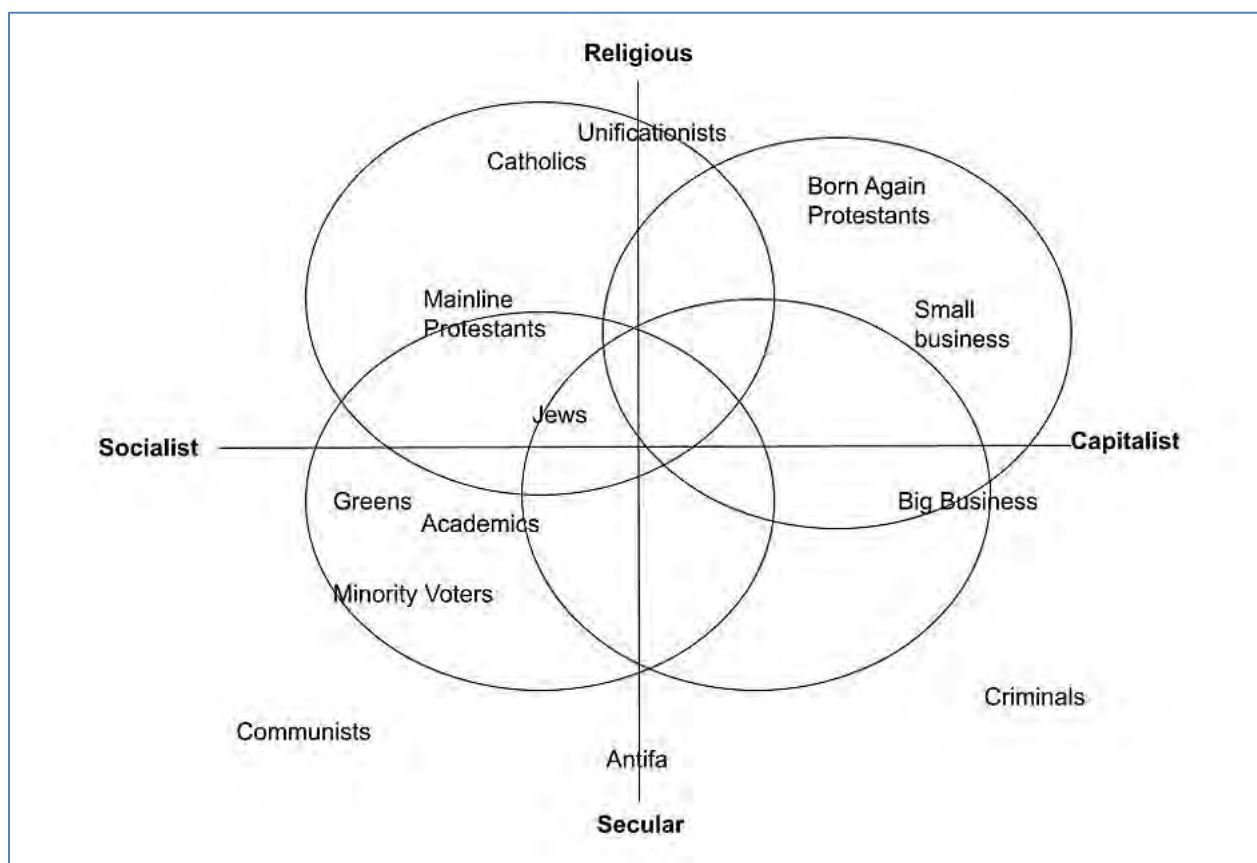 Religious
Unificationists
Catholics
Born Again
Protestants
Mainline
Protestants
Small
business
Jews
Socialist
Capitalist
Greens
Big Business
Academics
Minority Voters
Criminals
Communists
Antifa
Secular